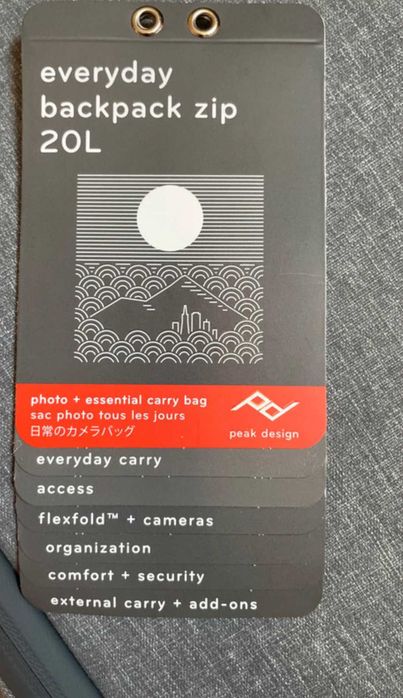 everyday
backpack zip
20L
photo + essential carry bag
sac photo tous les jours
日常のカメラバッグ
peak design
everyday carry
access
flexfold™ + cameras
organization
comfort + security
external carry + add-ons